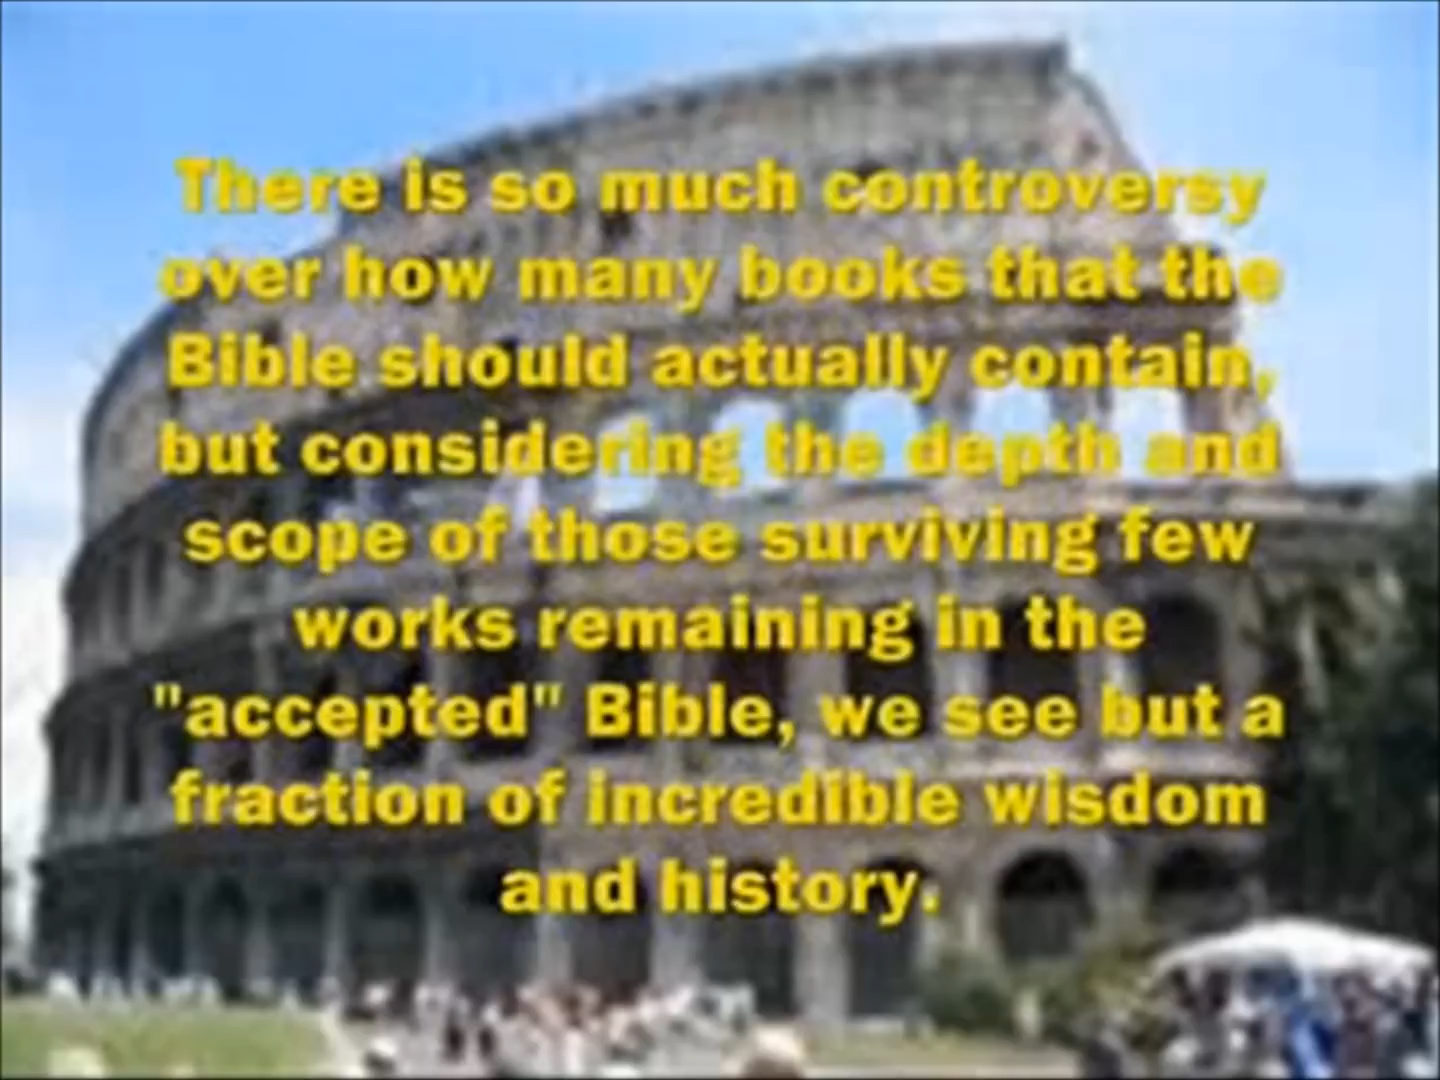 There is so much controversy
over how many books that the
Bible should actually contain,
but considering the depth and
scope of those surviving few
works remaining in the
"accepted" Bible, we see but a
fraction of incredible wisdom
and history.